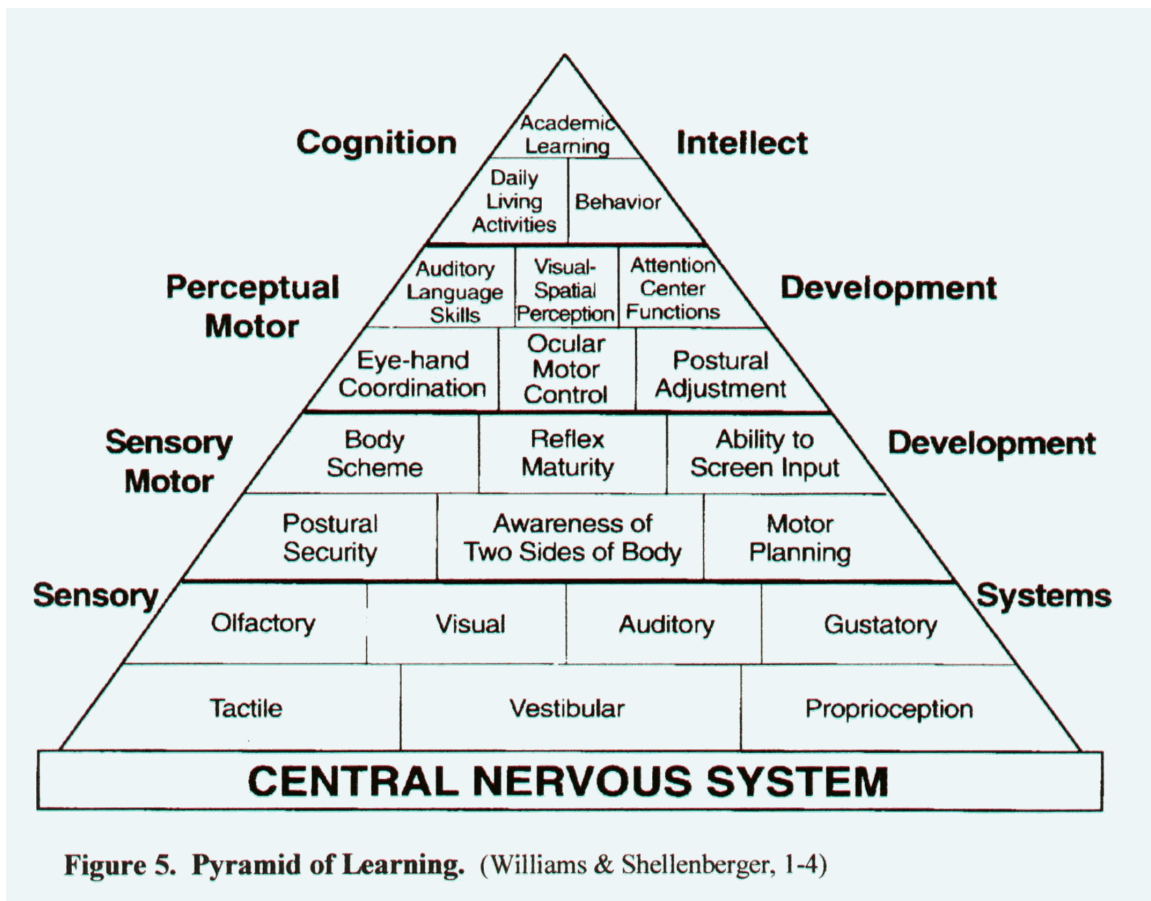 Cognition
Academic
Learning
Intellect
Daily
Living
Activities
Behavior
Perceptual
Motor
Auditory
Language
Skills
Visual-
Spatial
Perception
Attention
Center
Functions
Development
Eye-hand
Coordination
Ocular
Motor
Control
Postural
Adjustment
Sensory
Motor
Body
Scheme
Reflex
Maturity
Ability to
Screen Input
Development
Postural
Security
Awareness of
Two Sides of Body
Motor
Planning
Sensory
Systems
Olfactory
Visual
Auditory
Gustatory
Tactile
Vestibular
Proprioception
CENTRAL NERVOUS SYSTEM
Figure 5. Pyramid of Learning. (Williams & Shellenberger, 1-4)